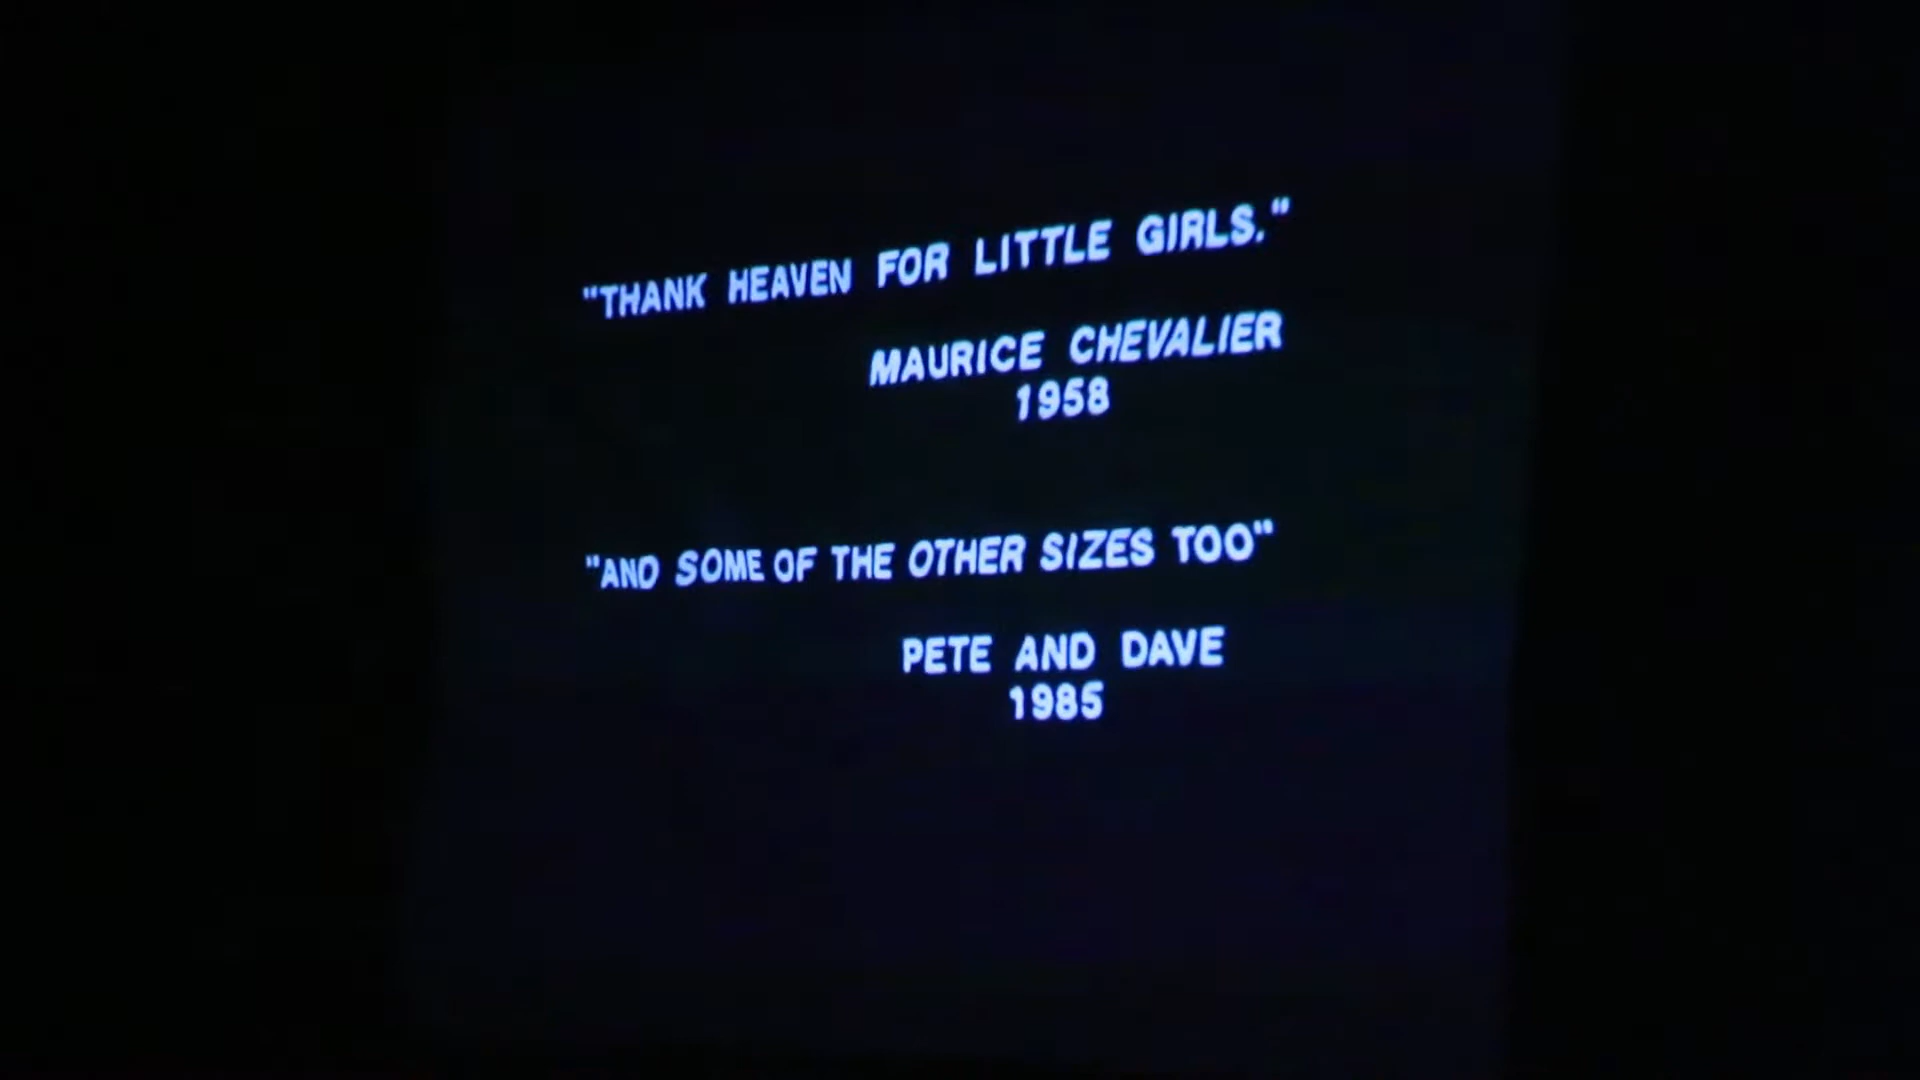 "THANK HEAVEN FOR LITTLE GIRLS."
MAURICE CHEVALIER
1958
"AND SOME OF THE OTHER SIZES TOO"
PETE AND DAVE
1985